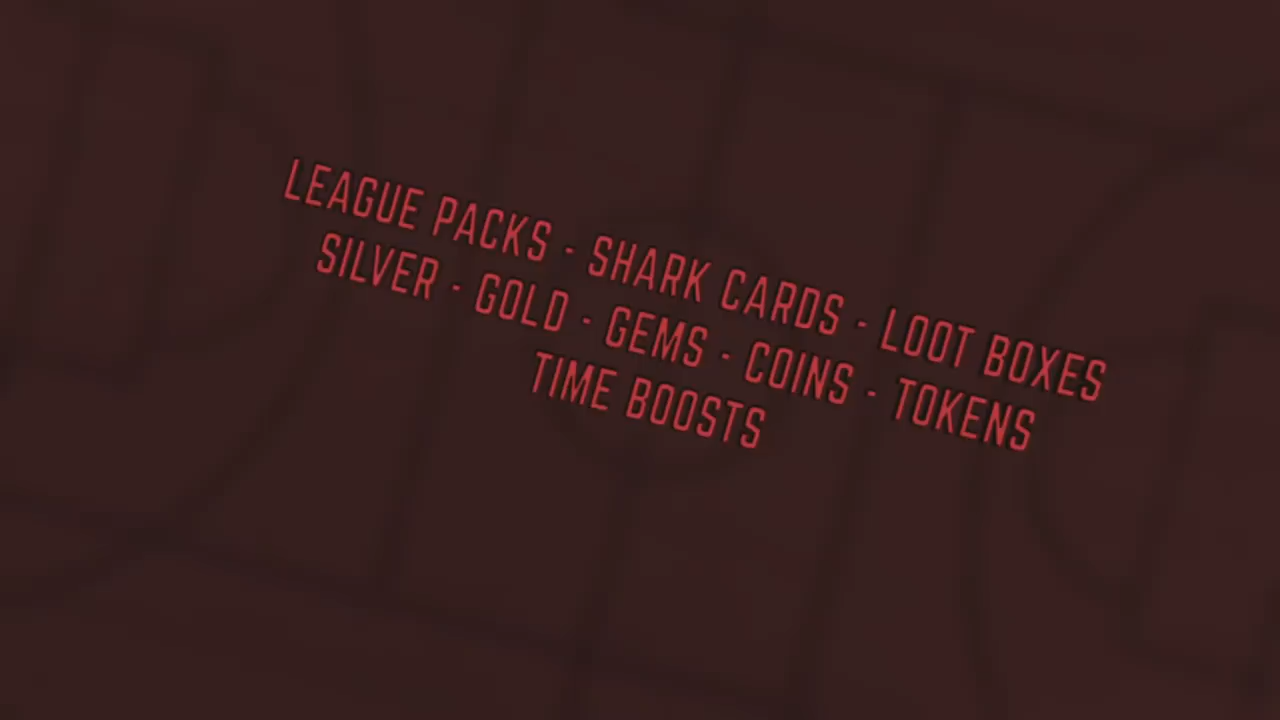 LEAGUE PACKS - SHARK CARDS - LOOT BOXES
SILVER - GOLD - GEMS - COINS - TOKENS
TIME BOOSTS